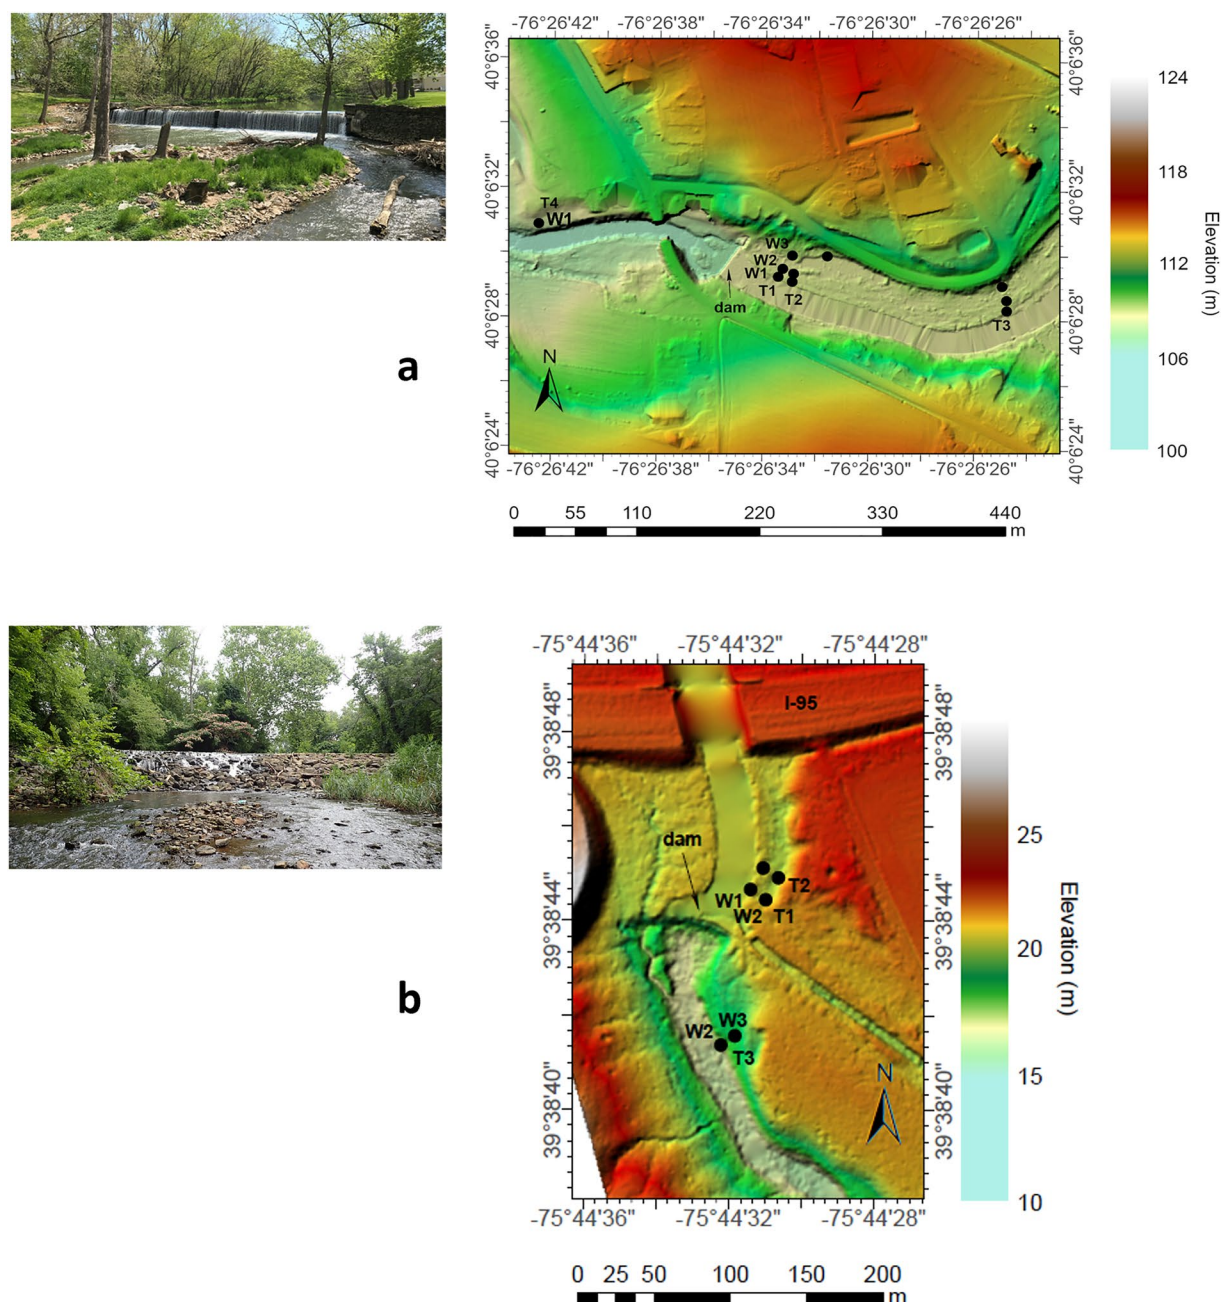 -76°26'42" -76°26'38" -76°26'34" -76°26'30" -76°26'26"
40°6'36" 40°6'36"
40°6'32" 40°6'32"
40°6'28" 40°6'28"
40°6'24" 40°6'24"
T4
W1
W3
W2
W1
T1 T2
dam
T3
N
-76°26'42" -76°26'38" -76°26'34" -76°26'30" -76°26'26"
0 55 110 220 330 440
m
124
118
112
106
100
Elevation (m)
a
-75°44'36" -75°44'32" -75°44'28"
39°38'48" 39°38'48"
39°38'44" 39°38'44"
39°38'40" 39°38'40"
I-95
dam
T2
W1
W2 T1
W3
W2
T3
N
-75°44'36" -75°44'32" -75°44'28"
0 25 50 100 150 200
m
25
20
15
10
Elevation (m)
b